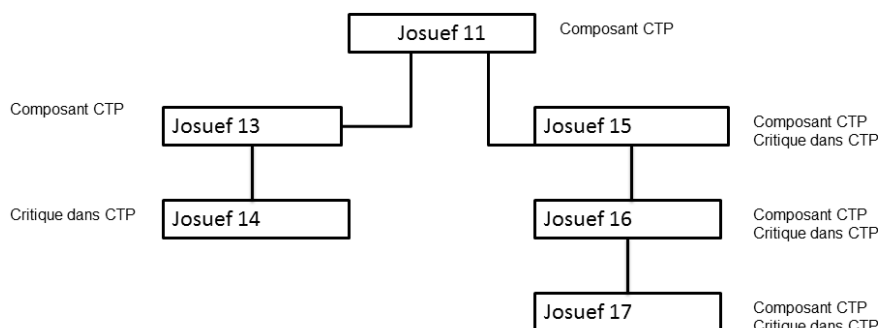 Josuef 11
Composant CTP
Composant CTP
Josuef 13
Josuef 15
Composant CTP
Critique dans CTP
Critique dans CTP
Josuef 14
Josuef 16
Composant CTP
Critique dans CTP
Josuef 17
Composant CTP
Critique dans CTP